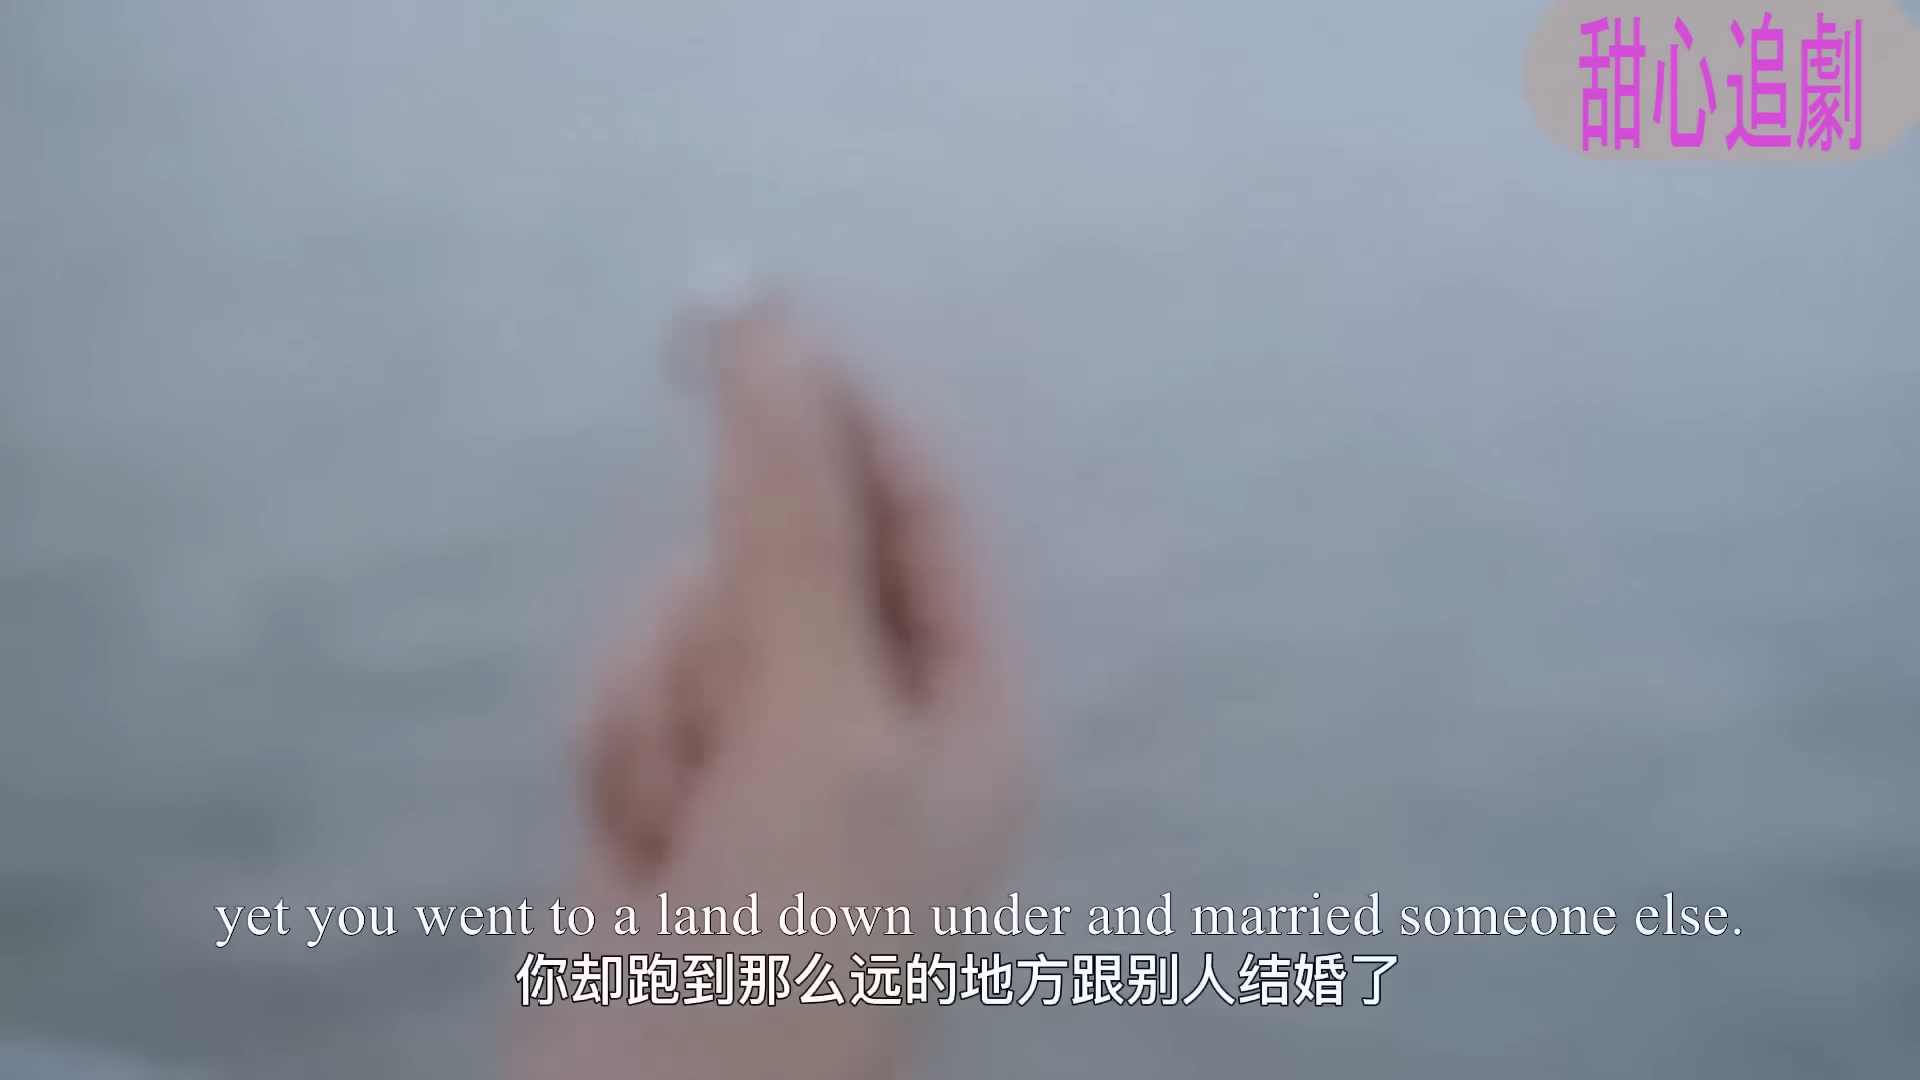 甜心追劇
yet you went to a land down under and married someone else.
你却跑到那么远的地方跟别人结婚了